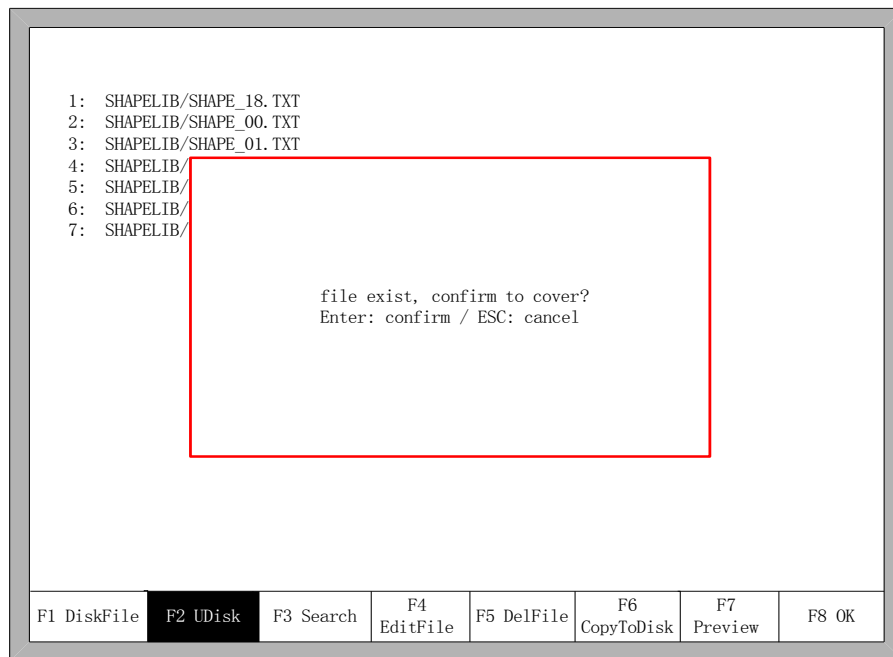 1: SHAPELIB/SHAPE_18.TXT
2: SHAPELIB/SHAPE_00.TXT
3: SHAPELIB/SHAPE_01.TXT
4: SHAPELIB/
5: SHAPELIB/
6: SHAPELIB/
7: SHAPELIB/
file exist, confirm to cover?
Enter: confirm / ESC: cancel
F1 DiskFile
F2 UDisk
F3 Search
F4
EditFile
F5 DelFile
F6
CopyToDisk
F7
Preview
F8 OK